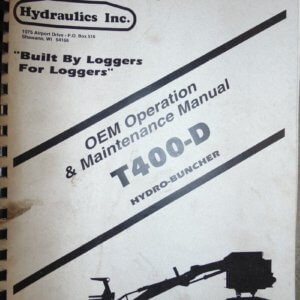 Hydraulics Inc.
1075 Airport Drive - P.O. Box 516
Shawano, WI 54166
"Built By Loggers
For Loggers"
OEM Operation
& Maintenance Manual
T400-D
HYDRO-BUNCHER